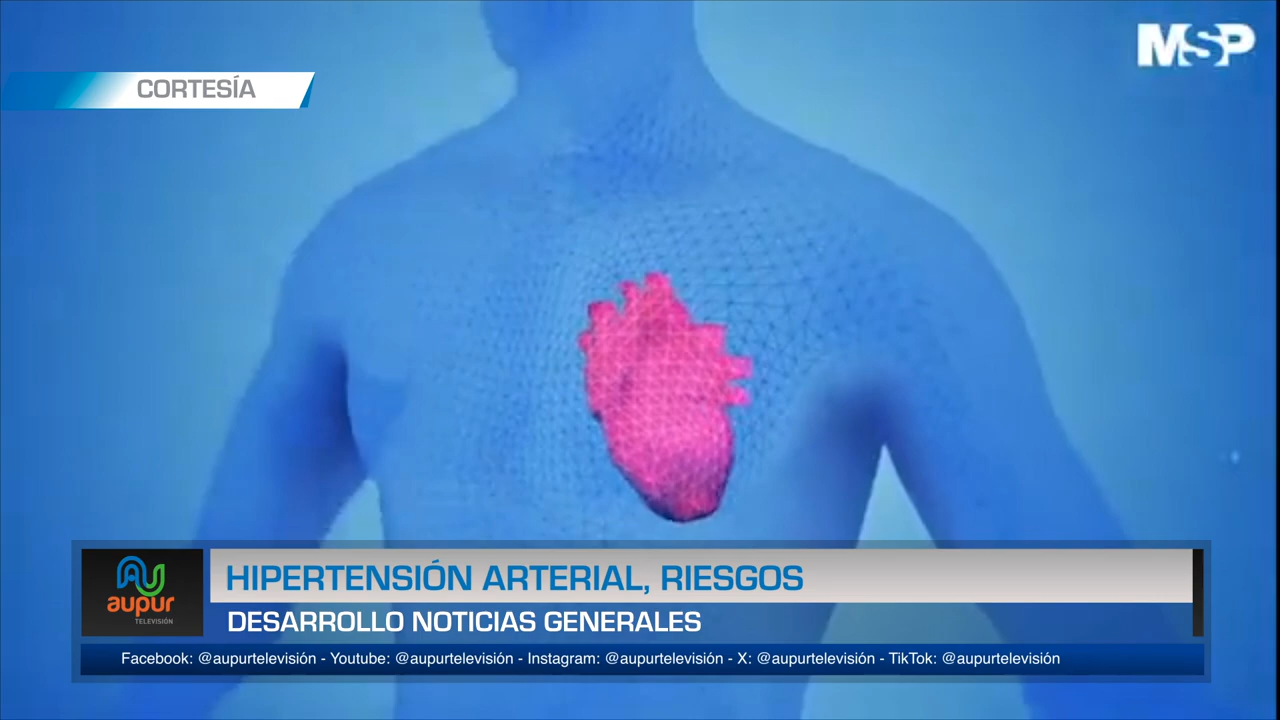 MSP
CORTESÍA
HIPERTENSIÓN ARTERIAL, RIESGOS
DESARROLLO NOTICIAS GENERALES
aupur
TELEVISIÓN
Facebook: @aupurtelevisión - Youtube: @aupurtelevisión - Instagram: @aupurtelevisión - X: @aupurtelevisión - TikTok: @aupurtelevisión